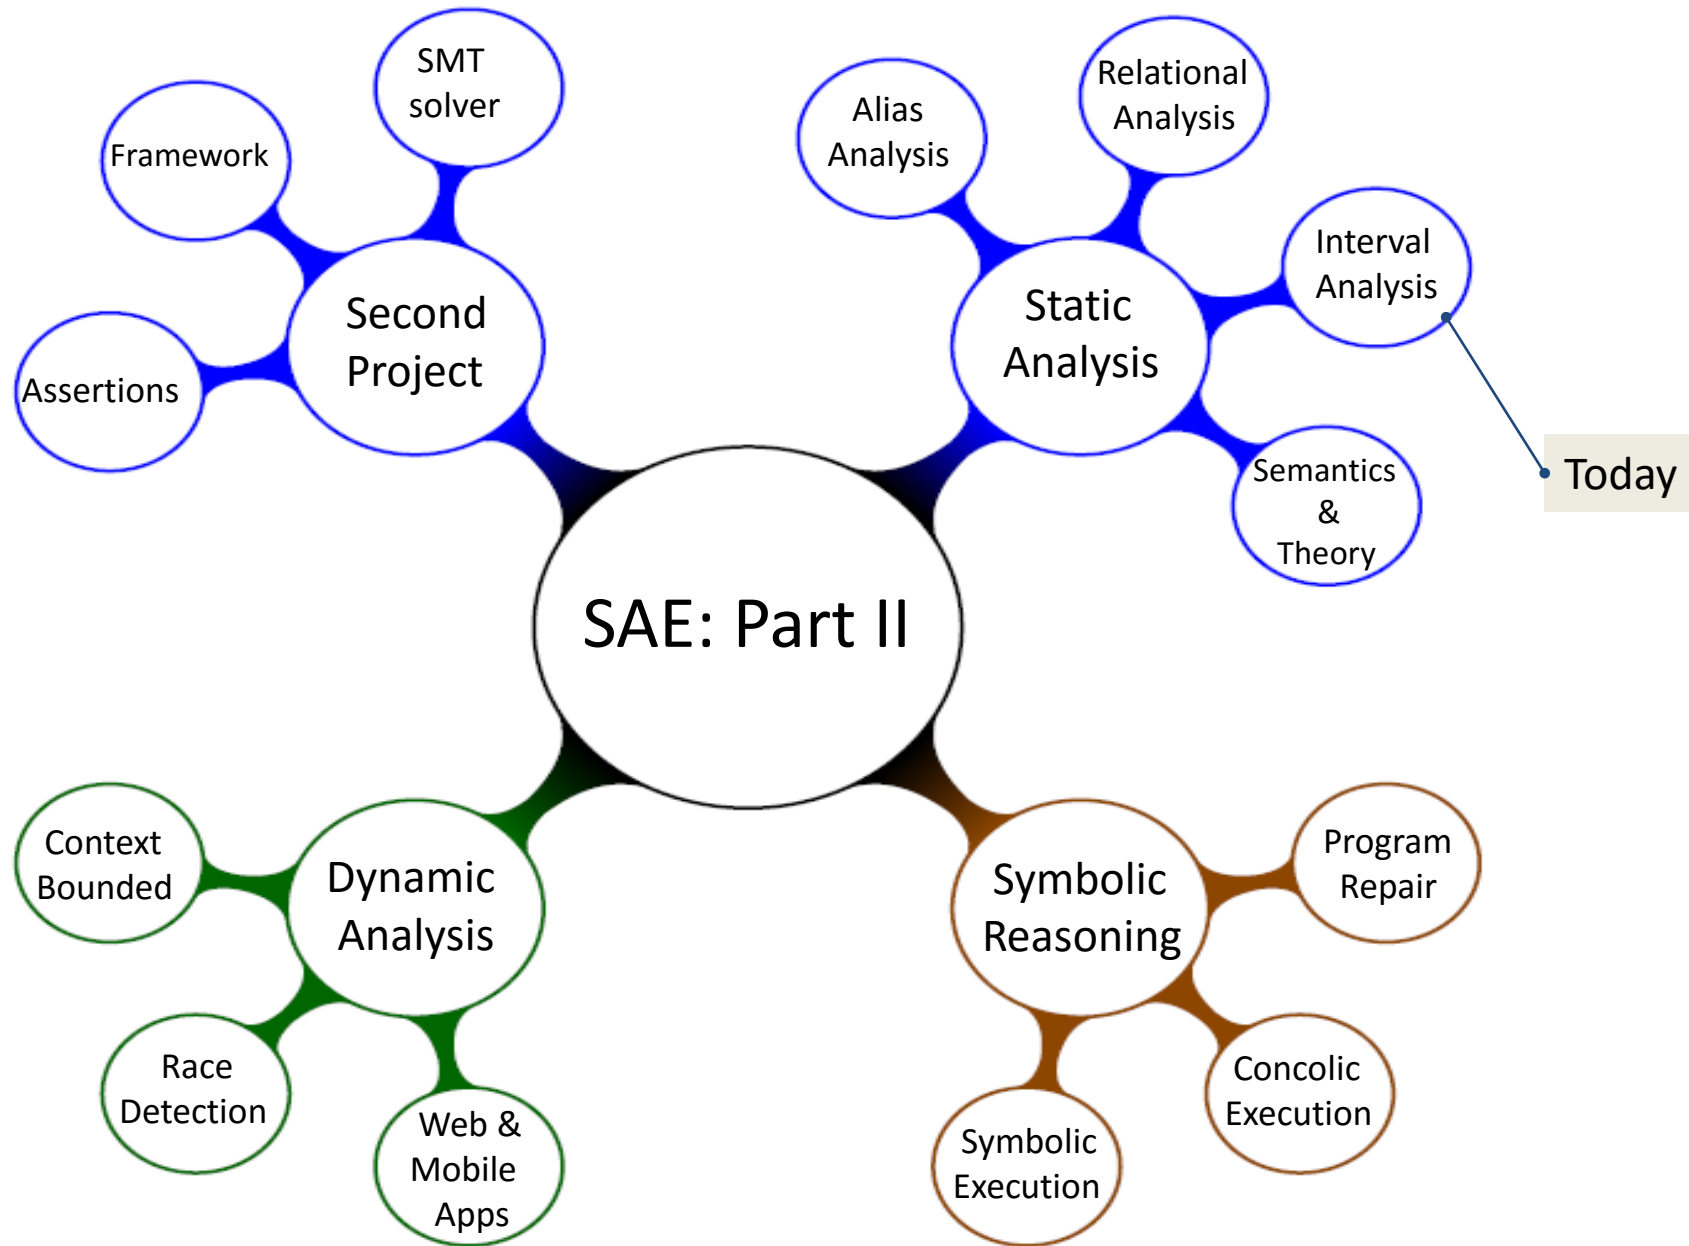 SMT
solver
Framework
Assertions
Second
Project
Alias
Analysis
Relational
Analysis
Interval
Analysis
Static
Analysis
Semantics
&
Theory
Today
SAE: Part II
Context
Bounded
Dynamic
Analysis
Race
Detection
Web &
Mobile
Apps
Symbolic
Reasoning
Program
Repair
Concolic
Execution
Symbolic
Execution